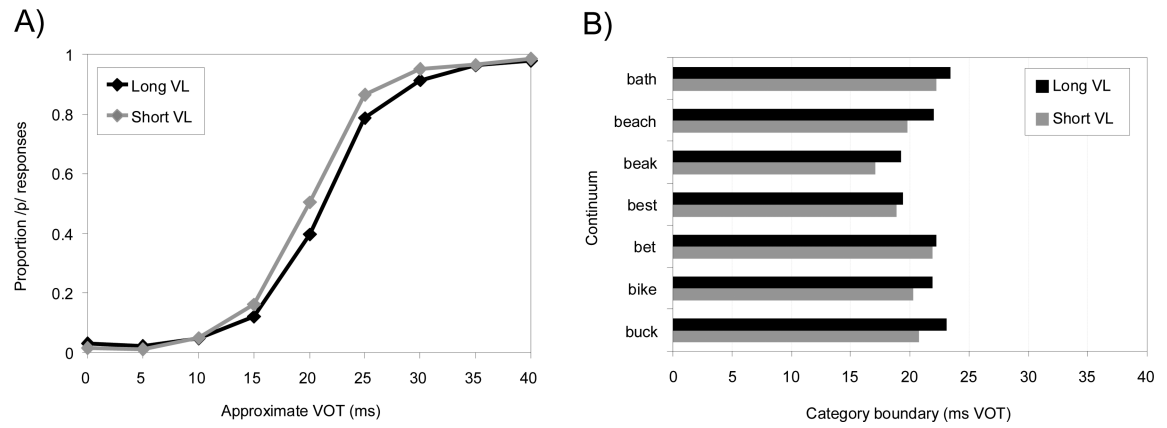 A)
1
0.8
0.6
0.4
0.2
0
Proportion /p/ responses
Long VL
Short VL
0 5 10 15 20 25 30 35 40
Approximate VOT (ms)
B)
Continuum
bath
beach
beak
best
bet
bike
buck
Long VL
Short VL
0 5 10 15 20 25 30 35 40
Category boundary (ms VOT)